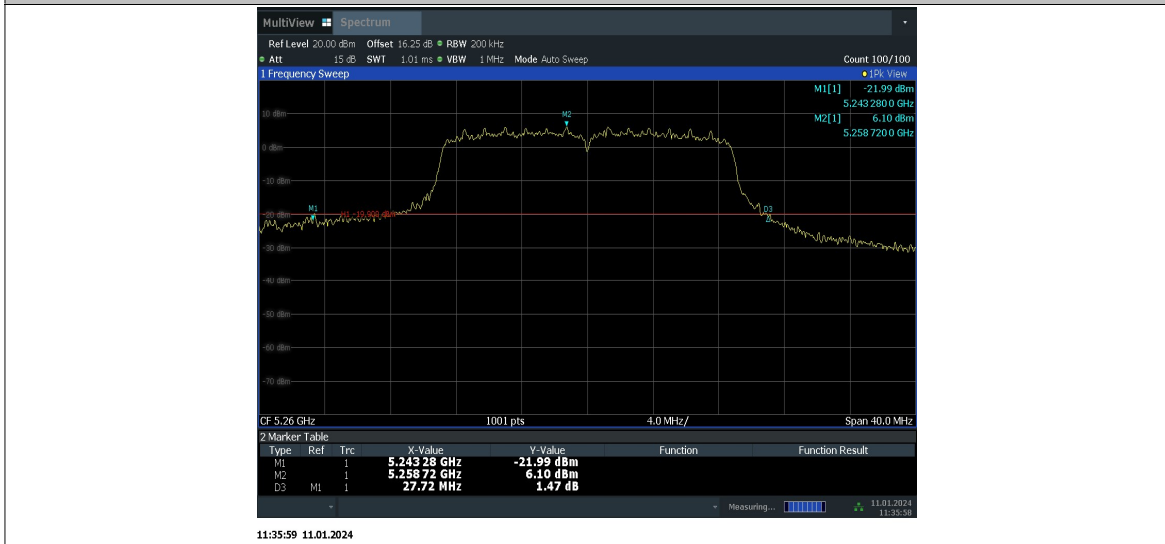 MultiView Spectrum
Ref Level 20.00 dBm Offset 16.25 dB RBW 200 kHz
Att 15 dB SWT 1.01 ms VBW 1 MHz Mode Auto Sweep Count 100/100
1 Frequency Sweep 1Pk View
M1[1] -21.99 dBm
5.243 280 0 GHz
10 dBm
M2
M2[1] 6.10 dBm
5.258 720 0 GHz
0 dBm
-10 dBm
M1
D3
-20 dBm
H1 -19.900 dBm
-30 dBm
-40 dBm
-50 dBm
-60 dBm
-70 dBm
CF 5.26 GHz 1001 pts 4.0 MHz/ Span 40.0 MHz
2 Marker Table
Type Ref Trc X-Value Y-Value Function Function Result
M1 1 5.243 28 GHz -21.99 dBm
M2 1 5.258 72 GHz 6.10 dBm
D3 M1 1 27.72 MHz 1.47 dB
Measuring... 11.01.2024
11:35:58
11:35:59 11.01.2024